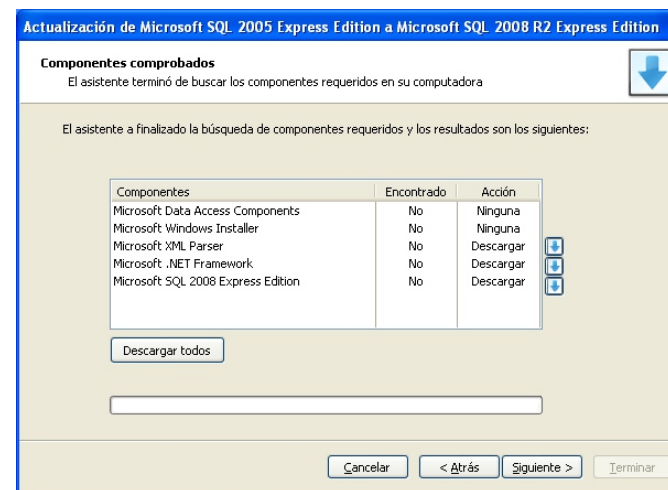 Actualización de Microsoft SQL 2005 Express Edition a Microsoft SQL 2008 R2 Express Edition
Componentes comprobados
El asistente terminó de buscar los componentes requeridos en su computadora
El asistente a finalizado la búsqueda de componentes requeridos y los resultados son los siguientes:
Componentes Encontrado Acción
Microsoft Data Access Components No Ninguna
Microsoft Windows Installer No Ninguna
Microsoft XML Parser No Descargar
Microsoft .NET Framework No Descargar
Microsoft SQL 2008 Express Edition No Descargar
Descargar todos
Cancelar < Atrás Siguiente > Terminar